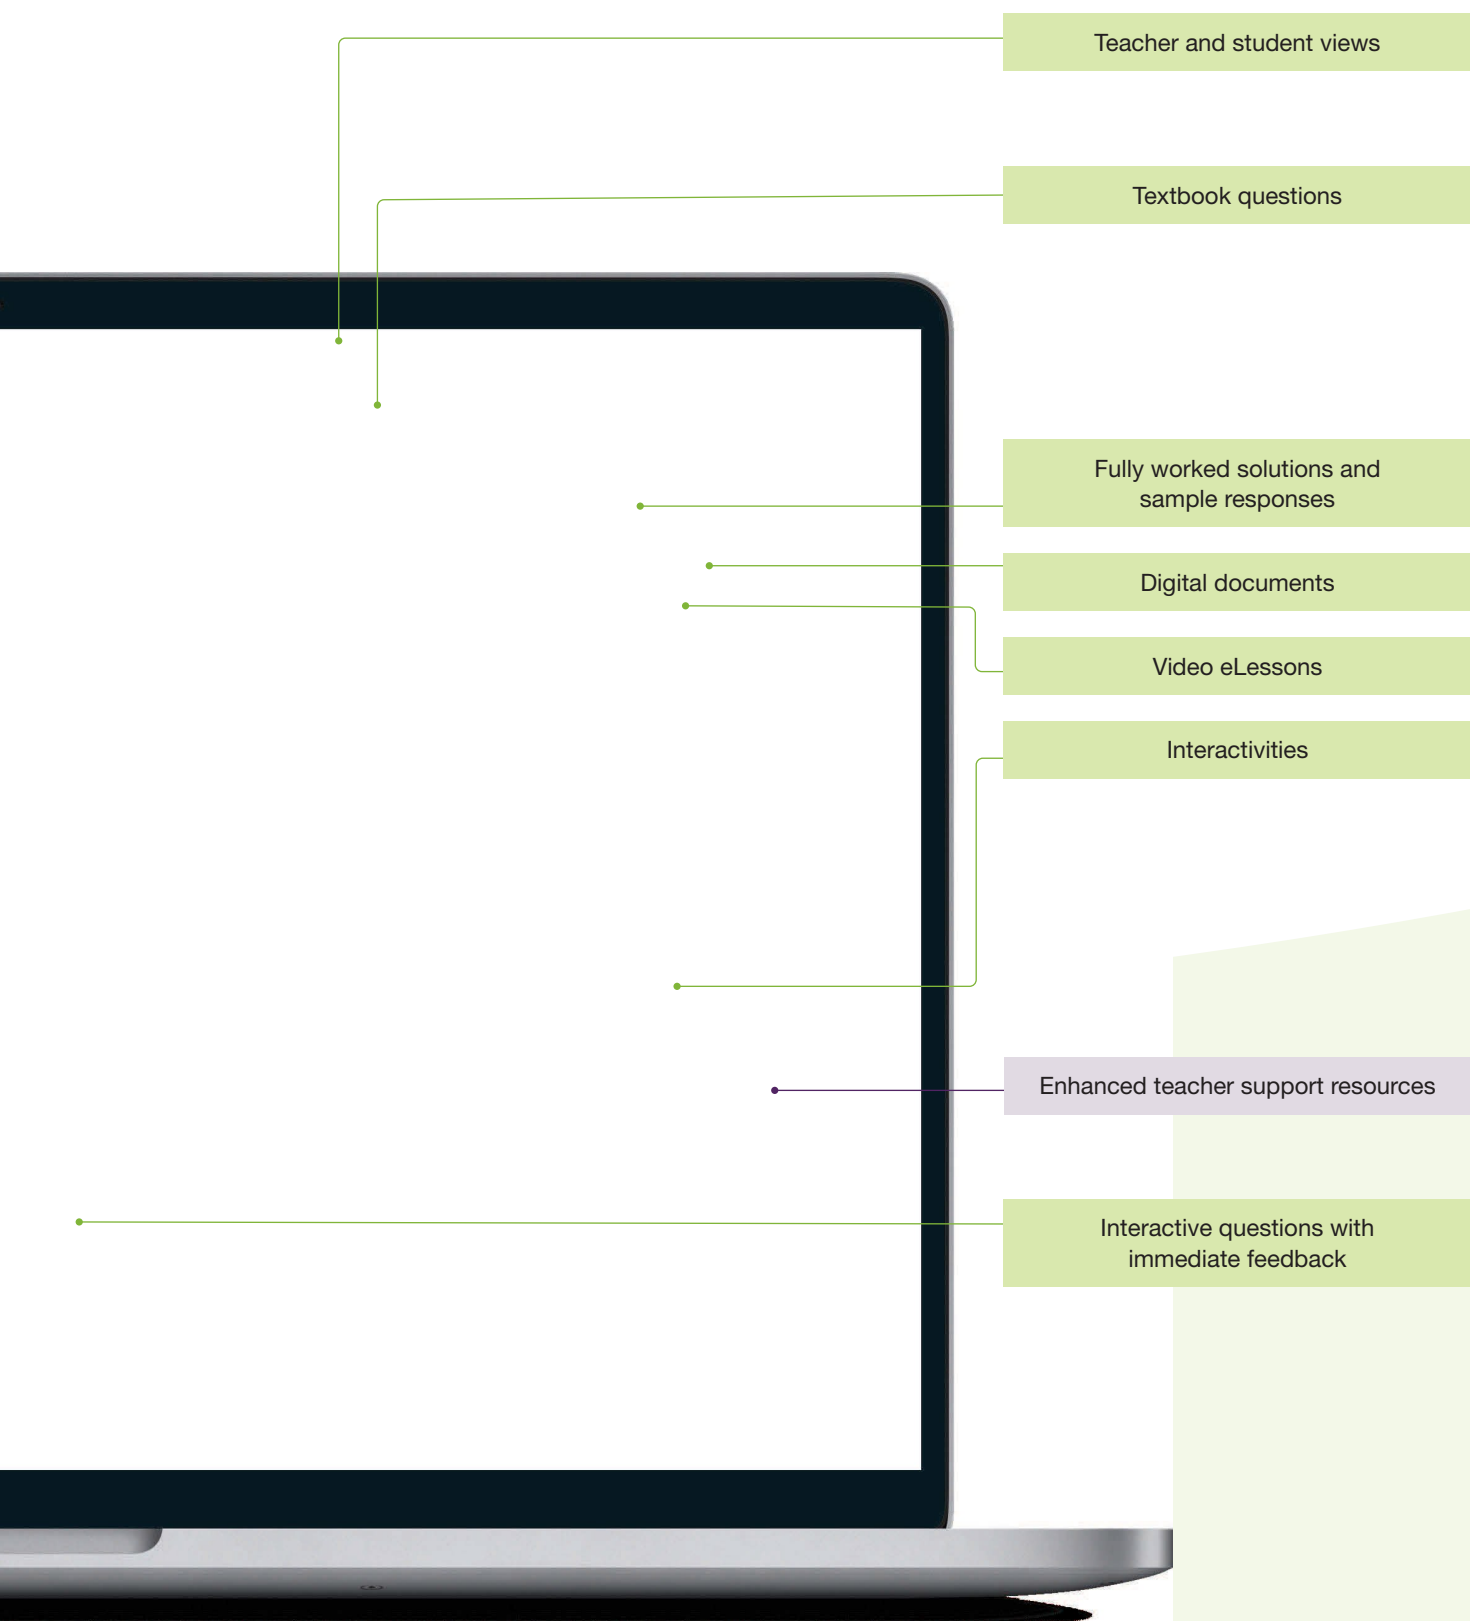 Teacher and student views
Textbook questions
Fully worked solutions and
sample responses
Digital documents
Video eLessons
Interactivities
Enhanced teacher support resources
Interactive questions with
immediate feedback